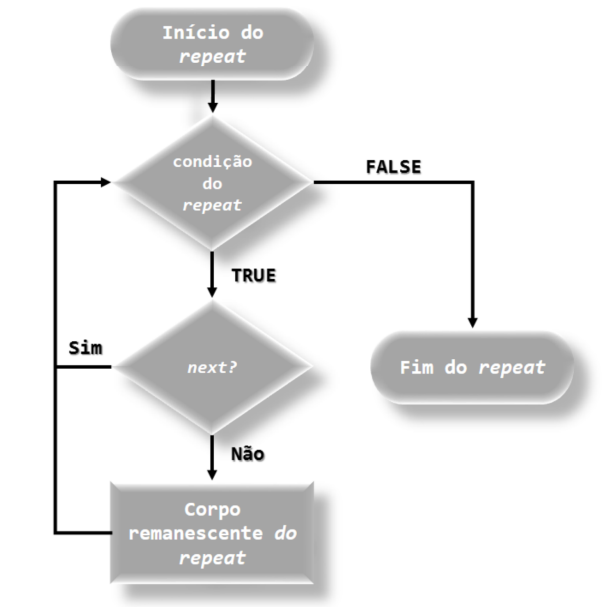 Início do
repeat
condição
do
repeat
FALSE
TRUE
Sim
next?
Fim do repeat
Não
Corpo
remanescente do
repeat